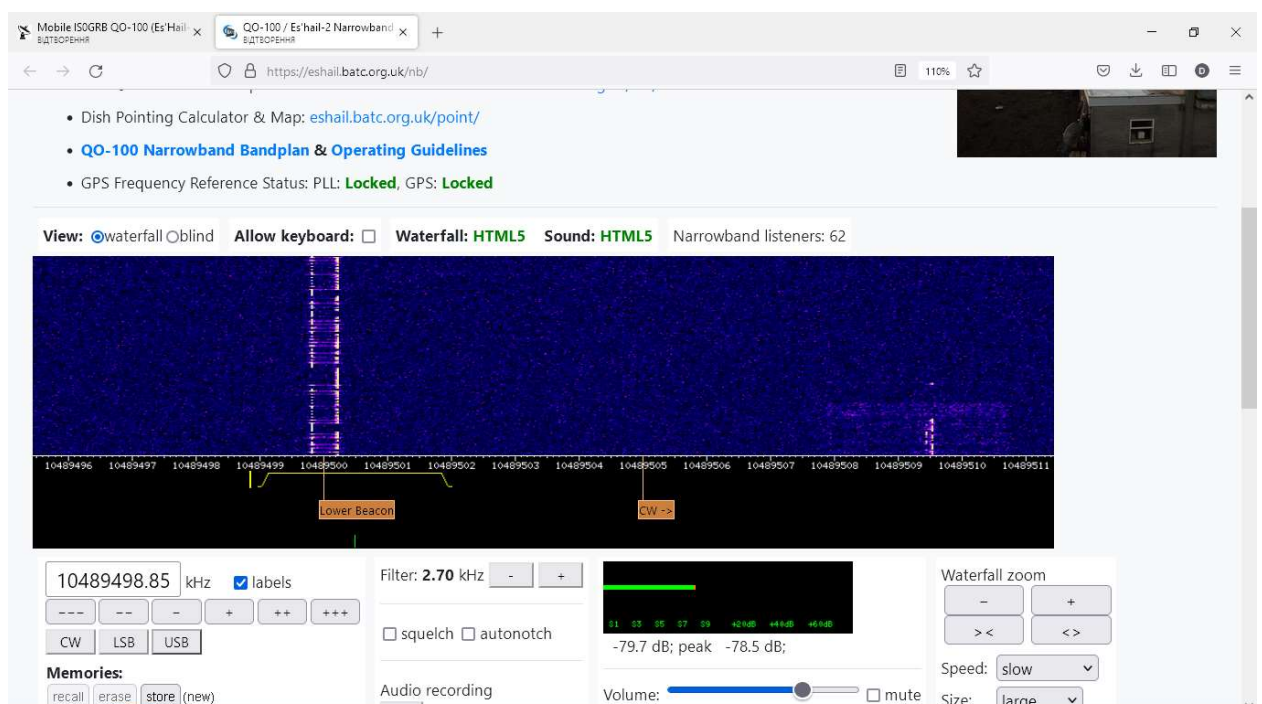 Mobile IS0GRB QO-100 (Es'Hail-
ВІДТВОРЕННЯ
QO-100 / Es'hail-2 Narrowband
ВІДТВОРЕННЯ
https://eshail.batc.org.uk/nb/
110%
D
Dish Pointing Calculator & Map: eshail.batc.org.uk/point/
QO-100 Narrowband Bandplan & Operating Guidelines
GPS Frequency Reference Status: PLL: Locked, GPS: Locked
View: waterfall blind Allow keyboard: Waterfall: HTML5 Sound: HTML5 Narrowband listeners: 62
10489496 10489497 10489498 10489499 10489500 10489501 10489502 10489503 10489504 10489505 10489506 10489507 10489508 10489509 10489510 10489511
Lower Beacon CW ->
10489498.85 kHz labels
--- -- - + ++ +++
CW LSB USB
Memories:
recall erase store (new)
Filter: 2.70 kHz - +
squelch autonotch
Audio recording
S1 S3 S5 S7 S9 +20dB +40dB +60dB
-79.7 dB; peak -78.5 dB;
Volume: mute
Waterfall zoom
- +
> < < >
Speed: slow
Size: large